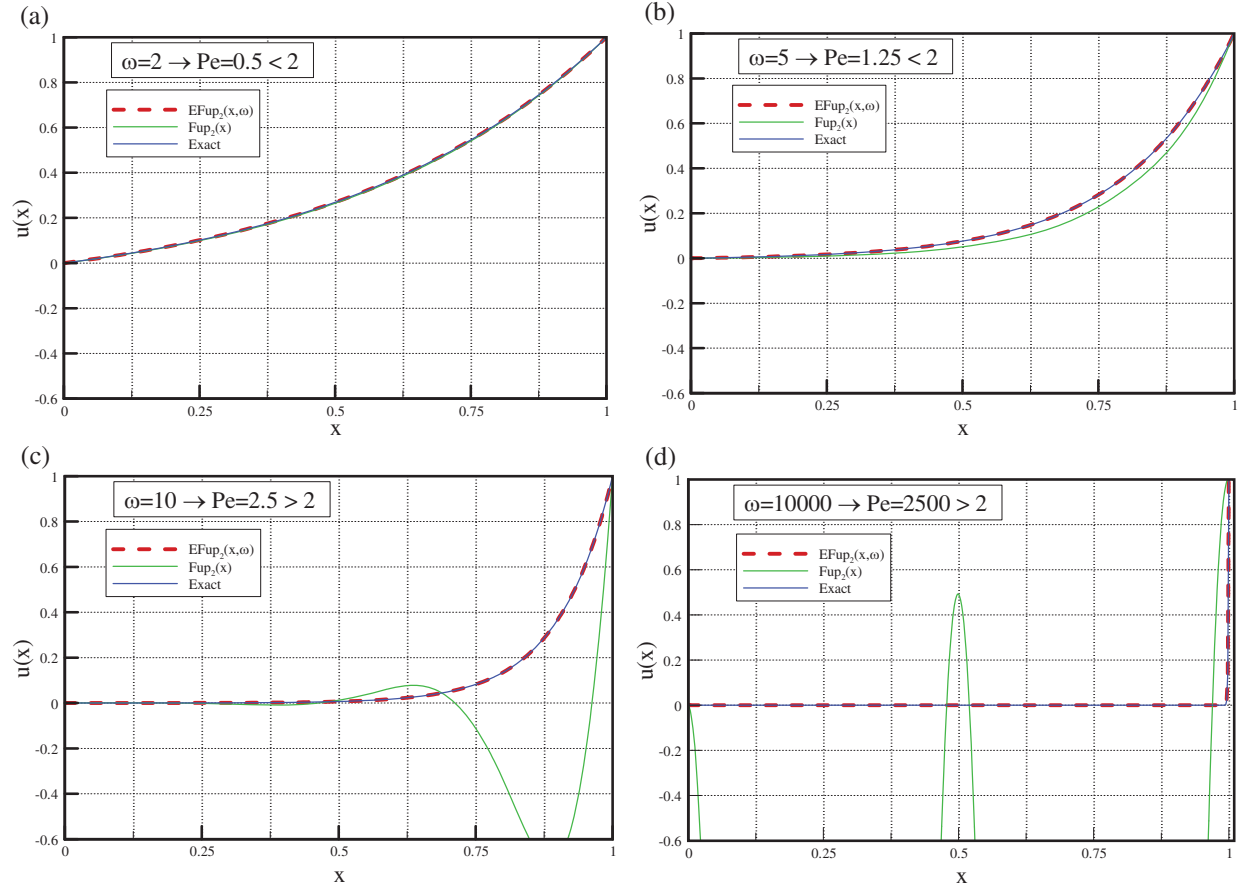 (a)
ω=2 → Pe=0.5 < 2
EFup₂(x,ω)
Fup₂(x)
Exact
1
0.8
0.6
0.4
0.2
0
-0.2
-0.4
-0.6
u(x)
0 0.25 0.5 0.75 1
x
(b)
ω=5 → Pe=1.25 < 2
EFup₂(x,ω)
Fup₂(x)
Exact
1
0.8
0.6
0.4
0.2
0
-0.2
-0.4
-0.6
u(x)
0 0.25 0.5 0.75 1
x
(c)
ω=10 → Pe=2.5 > 2
EFup₂(x,ω)
Fup₂(x)
Exact
1
0.8
0.6
0.4
0.2
0
-0.2
-0.4
-0.6
u(x)
0 0.25 0.5 0.75 1
x
(d)
ω=10000 → Pe=2500 > 2
EFup₂(x,ω)
Fup₂(x)
Exact
1
0.8
0.6
0.4
0.2
0
-0.2
-0.4
-0.6
u(x)
0 0.25 0.5 0.75 1
x